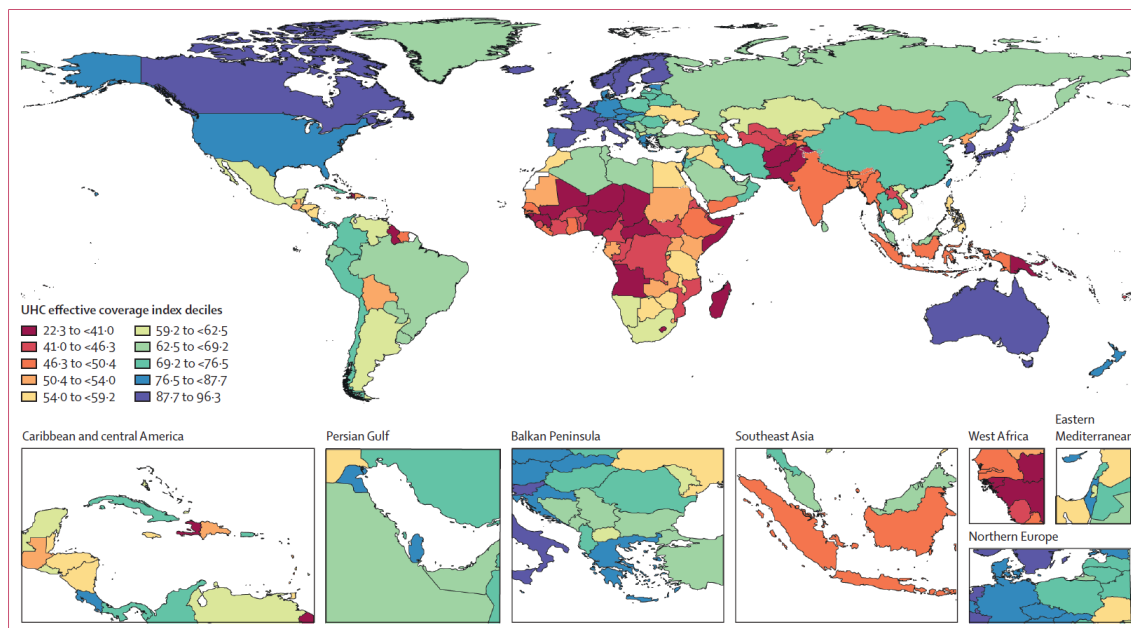 UHC effective coverage index deciles
22·3 to <41·0
41·0 to <46·3
46·3 to <50·4
50·4 to <54·0
54·0 to <59·2
59·2 to <62·5
62·5 to <69·2
69·2 to <76·5
76·5 to <87·7
87·7 to 96·3
Caribbean and central America
Persian Gulf
Balkan Peninsula
Southeast Asia
West Africa
Eastern
Mediterranean
Northern Europe